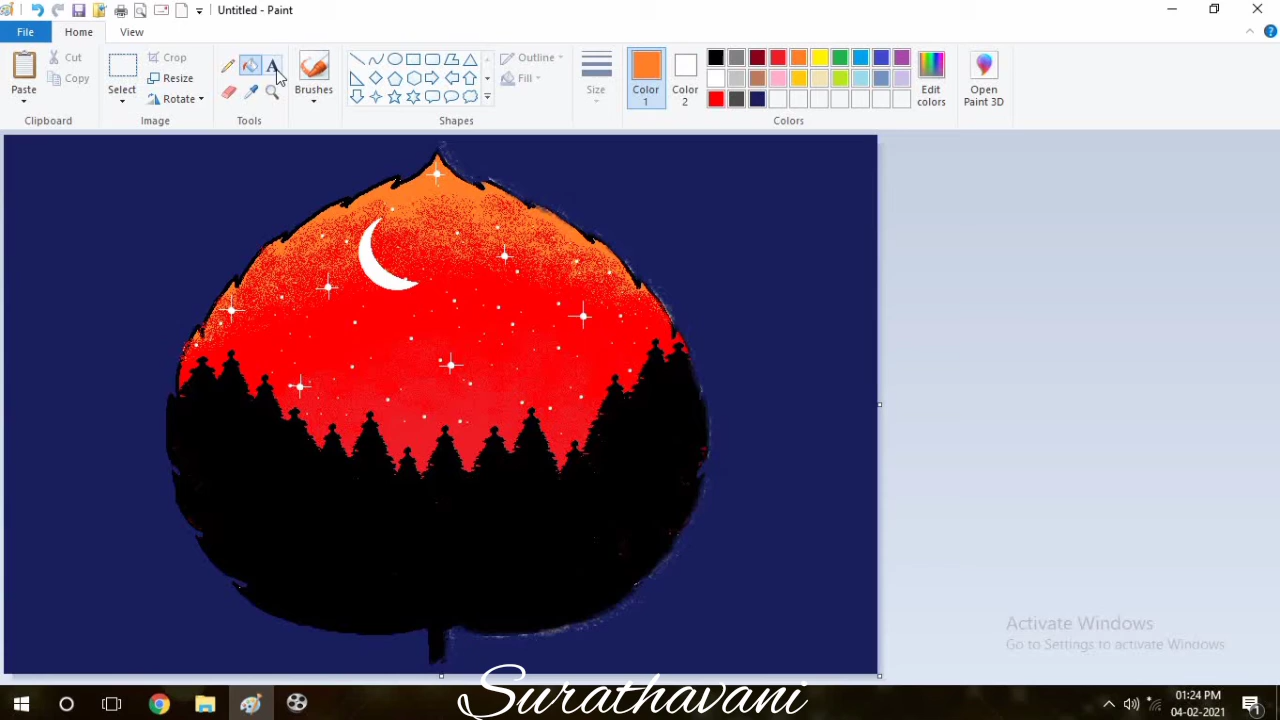 Untitled - Paint
File
Home
View
Paste
Cut
Copy
Clipboard
Select
Crop
Resize
Rotate
Image
A
Tools
Brushes
Shapes
Outline
Fill
Size
Color
1
Color
2
Colors
Edit
colors
Open
Paint 3D
Activate Windows
Go to Settings to activate Windows.
Surathavani
01:24 PM
04-02-2021
1